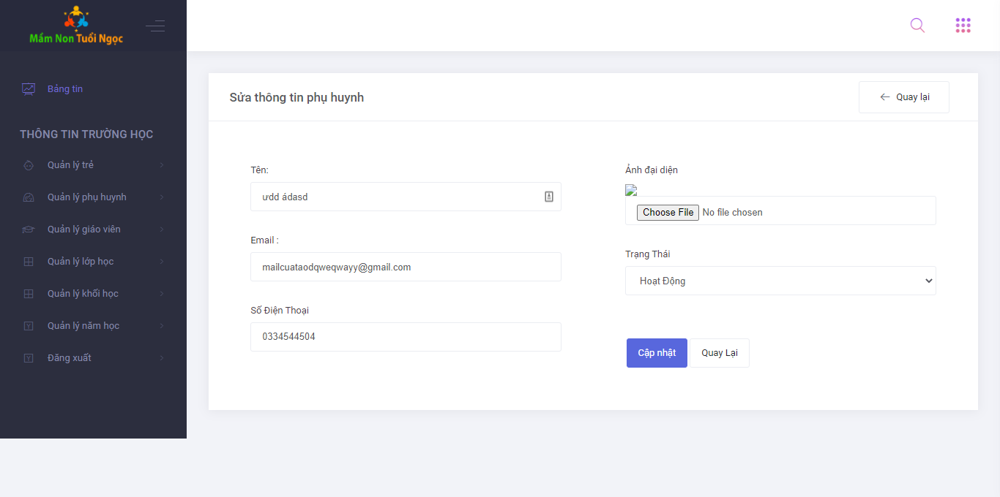 Mầm Non Tuổi Ngọc
Bảng tin
THÔNG TIN TRƯỜNG HỌC
Quản lý trẻ
Quản lý phụ huynh
Quản lý giáo viên
Quản lý lớp học
Quản lý khối học
Quản lý năm học
Đăng xuất
Sửa thông tin phụ huynh
Quay lại
Tên:
ưdd ádasd
Email :
mailcuataodqweqwayy@gmail.com
Số Điện Thoại
0334544504
Ảnh đại diện
Choose File No file chosen
Trạng Thái
Hoạt Động
Cập nhật Quay Lại